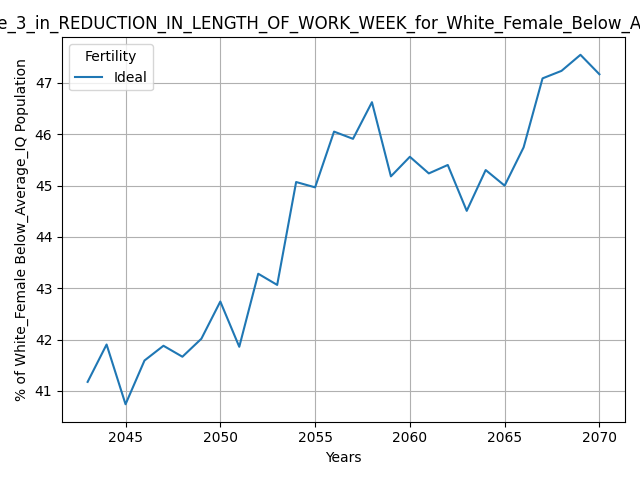 e_3_in_REDUCTION_IN_LENGTH_OF_WORK_WEEK_for_White_Female_Below_A
Fertility
Ideal
% of White_Female Below_Average_IQ Population
47
46
45
44
43
42
41
2045 2050 2055 2060 2065 2070
Years